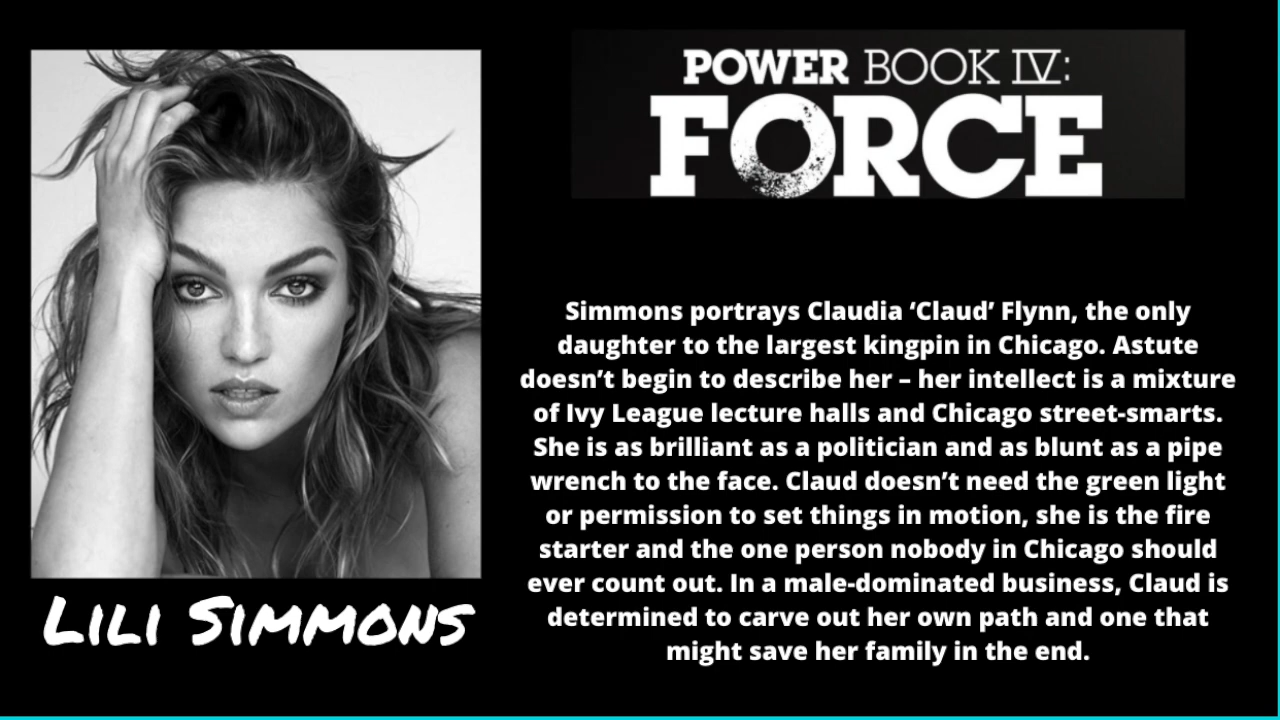 POWER BOOK IV:
FORCE
Simmons portrays Claudia ‘Claud’ Flynn, the only
daughter to the largest kingpin in Chicago. Astute
doesn’t begin to describe her – her intellect is a mixture
of Ivy League lecture halls and Chicago street-smarts.
She is as brilliant as a politician and as blunt as a pipe
wrench to the face. Claud doesn’t need the green light
or permission to set things in motion, she is the fire
starter and the one person nobody in Chicago should
ever count out. In a male-dominated business, Claud is
determined to carve out her own path and one that
might save her family in the end.
LILI SIMMONS